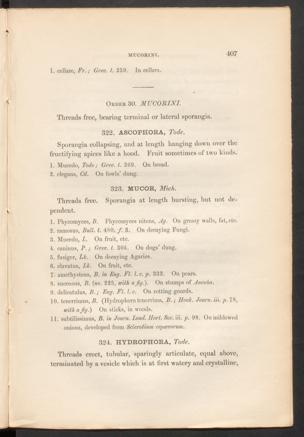 MUCORINI. 407
1. cellare, Fr.; Grev. t. 259. In cellars.
ORDER 30. MUCORINI.
Threads free, bearing terminal or lateral sporangia.
322. ASCOPHORA, Tode.
Sporangia collapsing, and at length hanging down over the
fructifying apices like a hood. Fruit sometimes of two kinds.
1. Mucedo, Tode; Grev. t. 269. On bread.
2. elegans, Cd. On fowls' dung.
323. MUCOR, Mich.
Threads free. Sporangia at length bursting, but not de-
pendent.
1. Phycomyces, B. Phycomyces nitens, Ag. On greasy walls, fat, etc.
2. ramosus, Bull. t. 480. f. 3. On decaying Fungi.
3. Mucedo, L. On fruit, etc.
4. caninus, P.; Grev. t. 305. On dogs' dung.
5. fusiger, Lk. On decaying Agarics.
6. clavatus, Lk. On fruit, etc.
7. amethysteus, B. in Eng. Fl. l. c. p. 332. On pears.
8. succosus, B. (no. 223, with a fig.). On stumps of Aucuba.
9. delicatulus, B.; Eng. Fl. l. c. On rotting gourds.
10. tenerrimus, B. (Hydrophora tenerrima, B.; Hook. Journ. iii. p. 78,
with a fig.) On sticks, in woods.
11. subtilissimus, B. in Journ. Lond. Hort. Soc. iii. p. 98. On mildewed
onions, developed from Sclerotium cepævorum.
324. HYDROPHORA, Tode.
Threads erect, tubular, sparingly articulate, equal above,
terminated by a vesicle which is at first watery and crystalline,